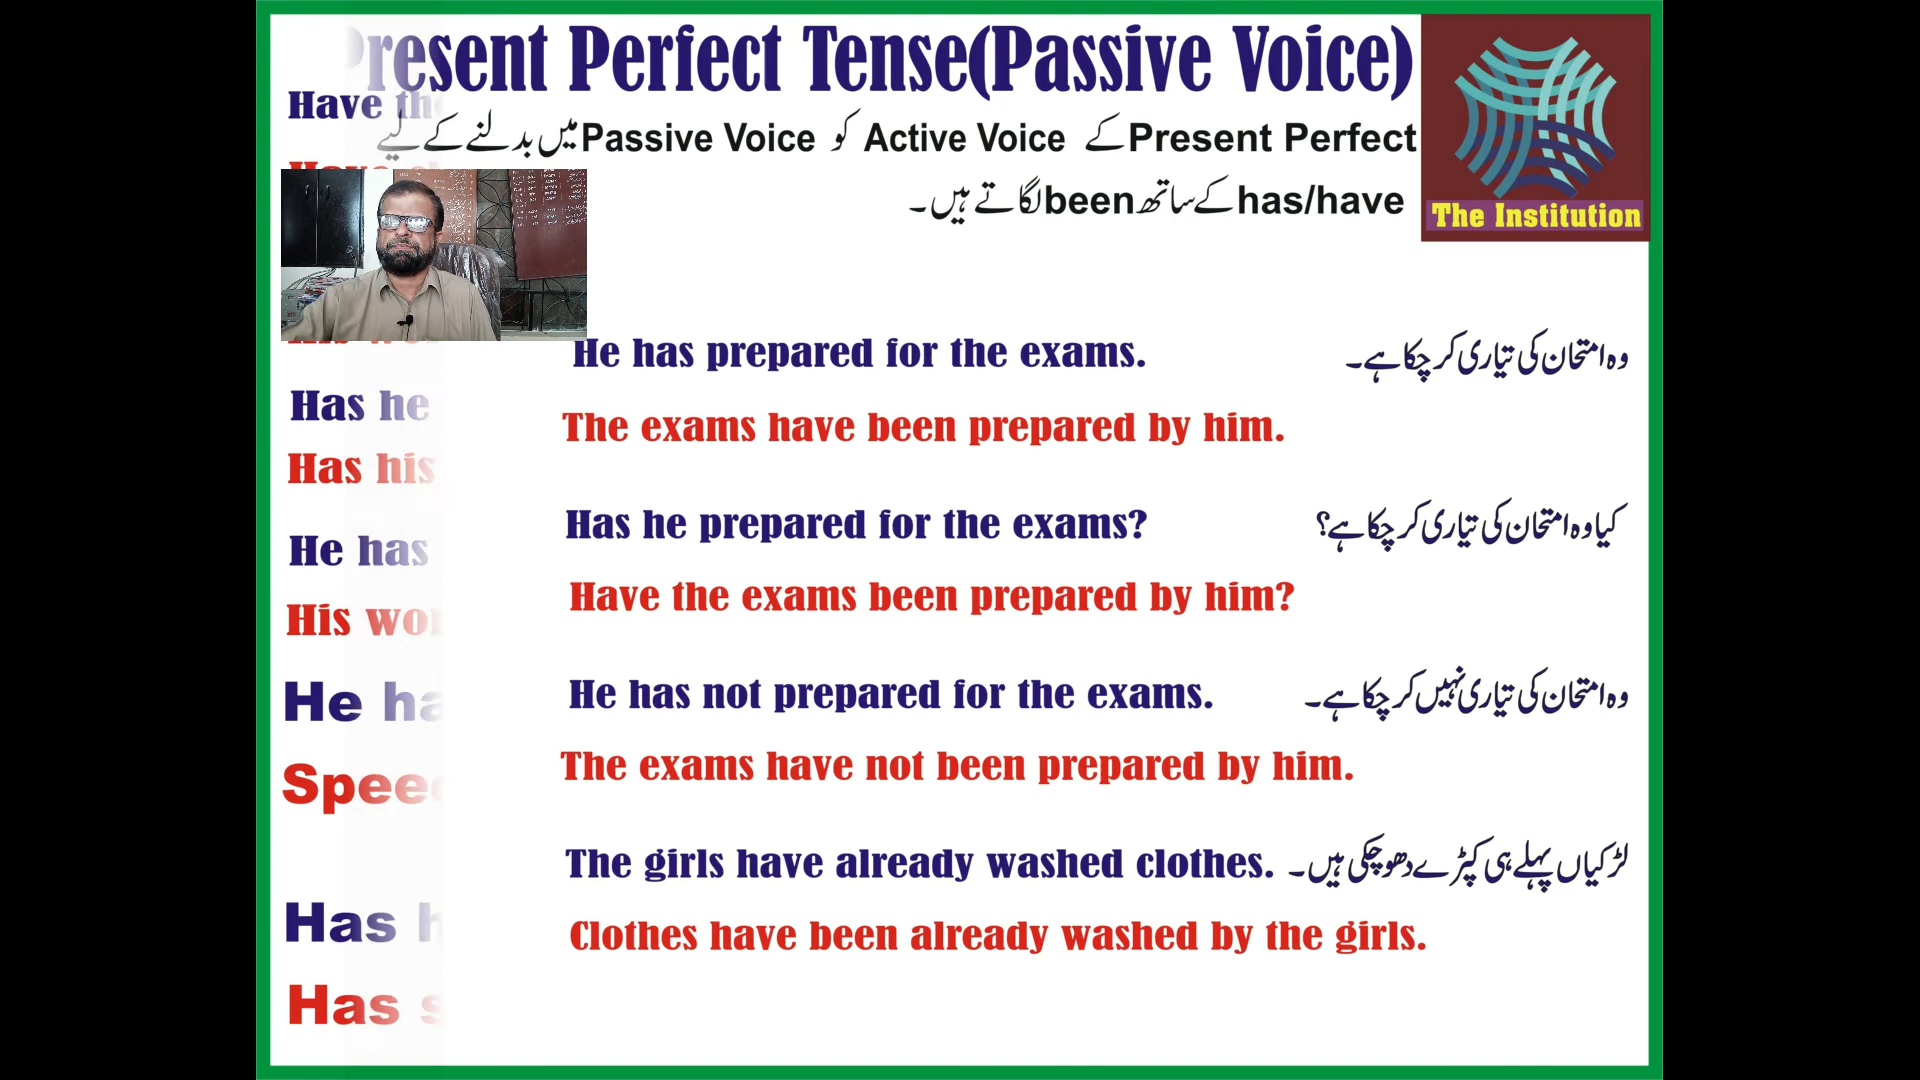 Present Perfect Tense(Passive Voice)
Present Perfect کے Active Voice کو Passive Voice میں بدلنے کے لیے
has/have کے ساتھ been لگاتے ہیں۔
The Institution
He has prepared for the exams. وہ امتحان کی تیاری کر چکا ہے۔
The exams have been prepared by him.
Has he prepared for the exams? کیا وہ امتحان کی تیاری کر چکا ہے؟
Have the exams been prepared by him?
He has not prepared for the exams. وہ امتحان کی تیاری نہیں کر چکا ہے۔
The exams have not been prepared by him.
The girls have already washed clothes. لڑکیاں پہلے ہی کپڑے دھو چکی ہیں۔
Clothes have been already washed by the girls.
Have
Has he
Has his
He has
His
He
Has
Has